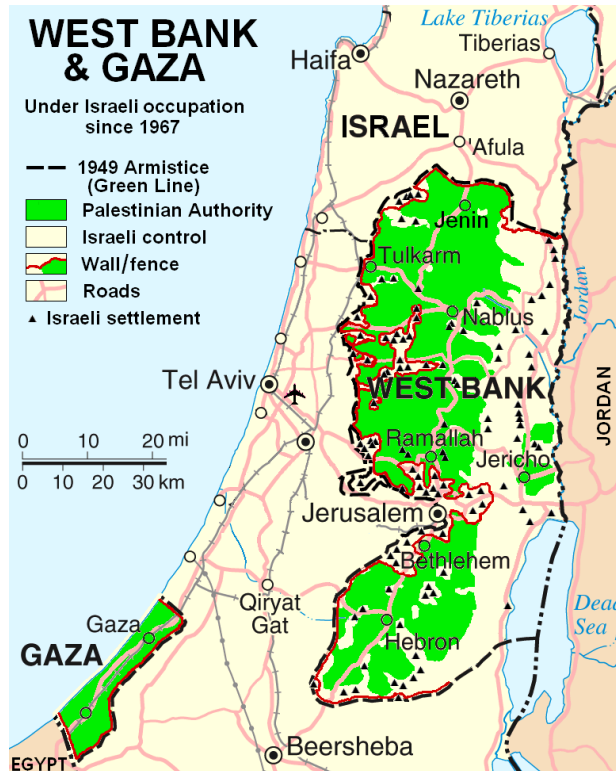 WEST BANK
& GAZA
Under Israeli occupation
since 1967
1949 Armistice
(Green Line)
Palestinian Authority
Israeli control
Wall/fence
Roads
Israeli settlement
Lake Tiberias
Tiberias
Haifa
Nazareth
ISRAEL
'Afula
Jenin
Tulkarm
Nablus
Jordan
Tel Aviv
WEST BANK
JORDAN
0 10 20 mi
0 10 20 30 km
Ramallah
Jericho
Jerusalem
Bethlehem
Qiryat
Gat
Dead
Sea
Gaza
Hebron
GAZA
Beersheba
EGYPT